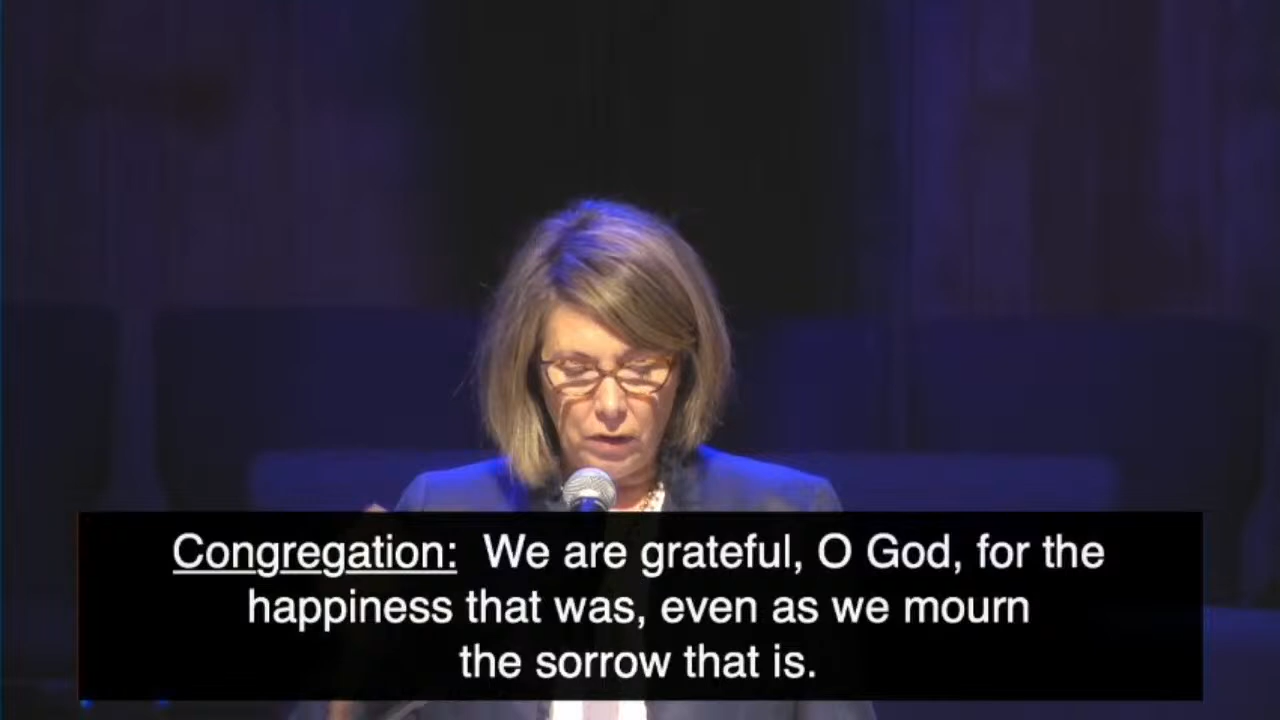 Congregation: We are grateful, O God, for the
happiness that was, even as we mourn
the sorrow that is.